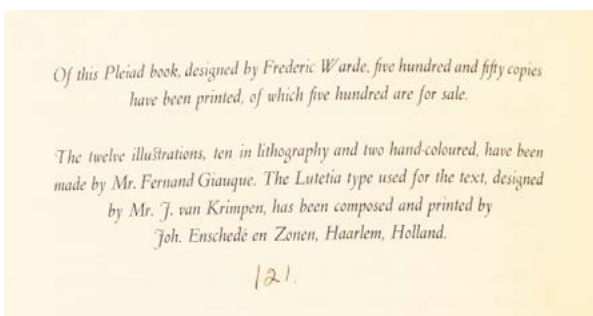 Of this Pleiad book, designed by Frederic Warde, five hundred and fifty copies
have been printed, of which five hundred are for sale.
The twelve illustrations, ten in lithography and two hand-coloured, have been
made by Mr. Fernand Giauque. The Lutetia type used for the text, designed
by Mr. J. van Krimpen, has been composed and printed by
Joh. Enschedé en Zonen, Haarlem, Holland.
121.